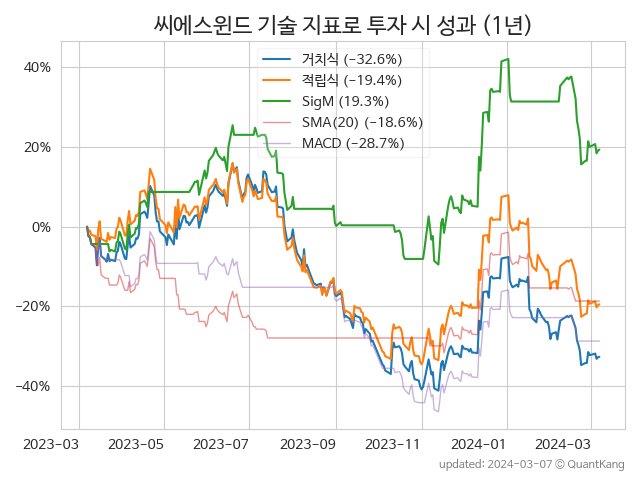 씨에스윈드 기술 지표로 투자 시 성과 (1년)
거치식 (−32.6%)
적립식 (−19.4%)
SigM (19.3%)
SMA(20) (−18.6%)
MACD (−28.7%)
40%
20%
0%
−20%
−40%
2023−03 2023−05 2023−07 2023−09 2023−11 2024−01 2024−03
updated: 2024−03−07 © QuantKang